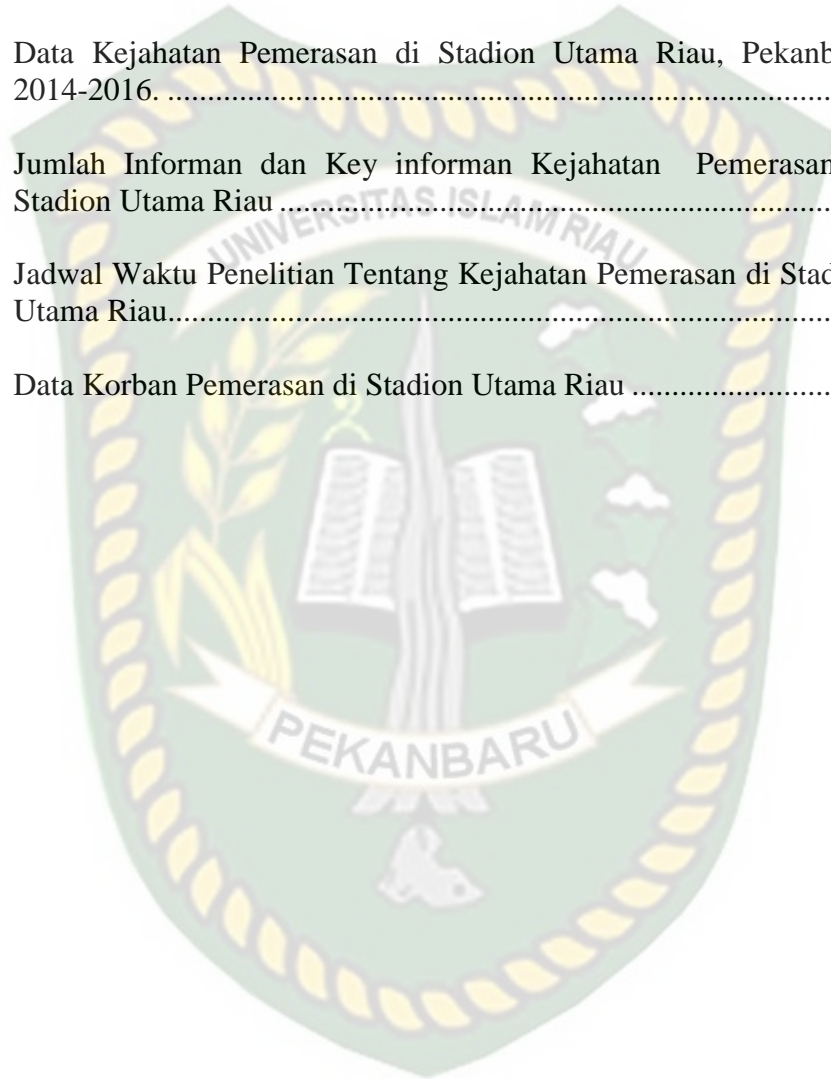 Data Kejahatan Pemerasan di Stadion Utama Riau, Pekanb
2014-2016. ........................................................................
Jumlah Informan dan Key informan Kejahatan Pemerasan
Stadion Utama Riau ............................................................
UNIVERSITAS ISLAM RIAU
Jadwal Waktu Penelitian Tentang Kejahatan Pemerasan di Stad
Utama Riau.......................................................................
Data Korban Pemerasan di Stadion Utama Riau .........................
PEKANBARU